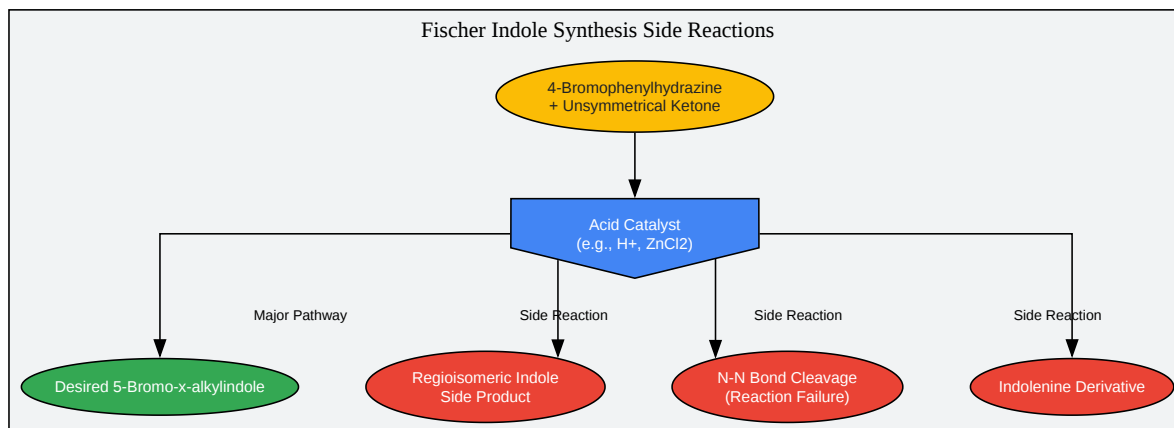 Fischer Indole Synthesis Side Reactions
4-Bromophenylhydrazine
+ Unsymmetrical Ketone
Acid Catalyst
(e.g., H+, ZnCl2)
Major Pathway
Side Reaction
Side Reaction
Side Reaction
Desired 5-Bromo-x-alkylindole
Regioisomeric Indole
Side Product
N-N Bond Cleavage
(Reaction Failure)
Indolenine Derivative